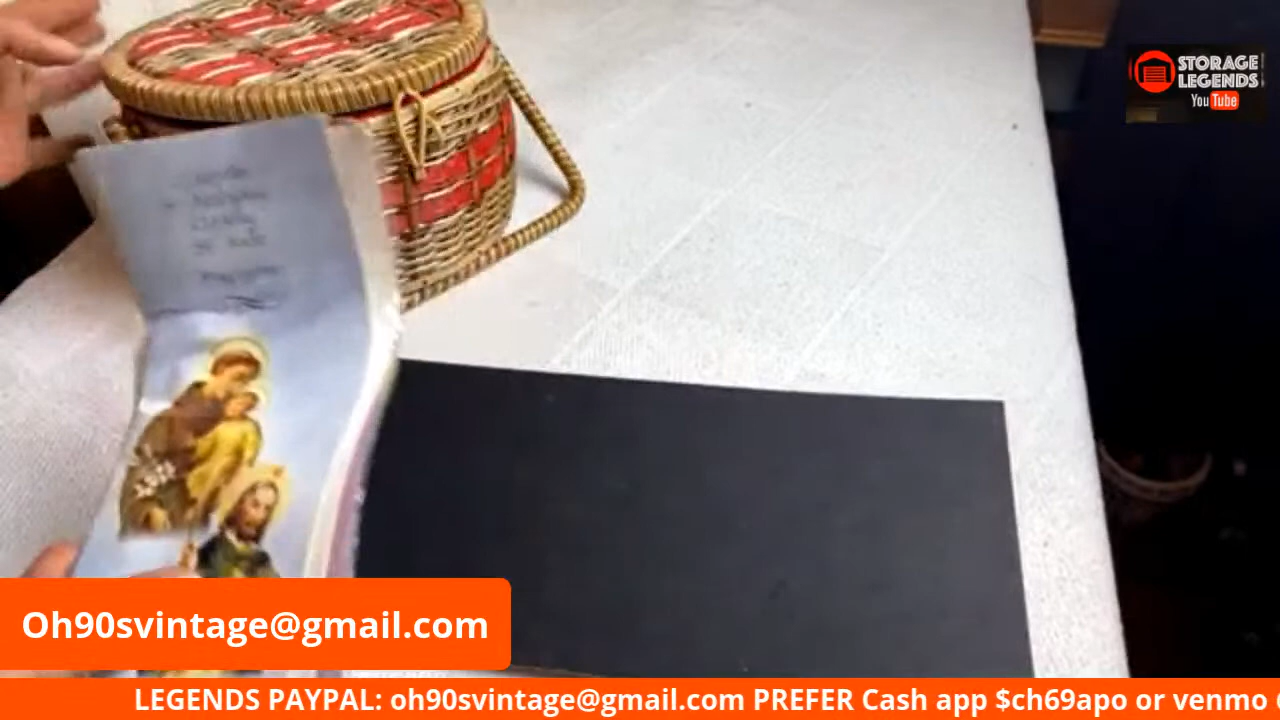 STORAGE
LEGENDS
YouTube
Oh90svintage@gmail.com
LEGENDS PAYPAL: oh90svintage@gmail.com PREFER Cash app $ch69apo or venmo